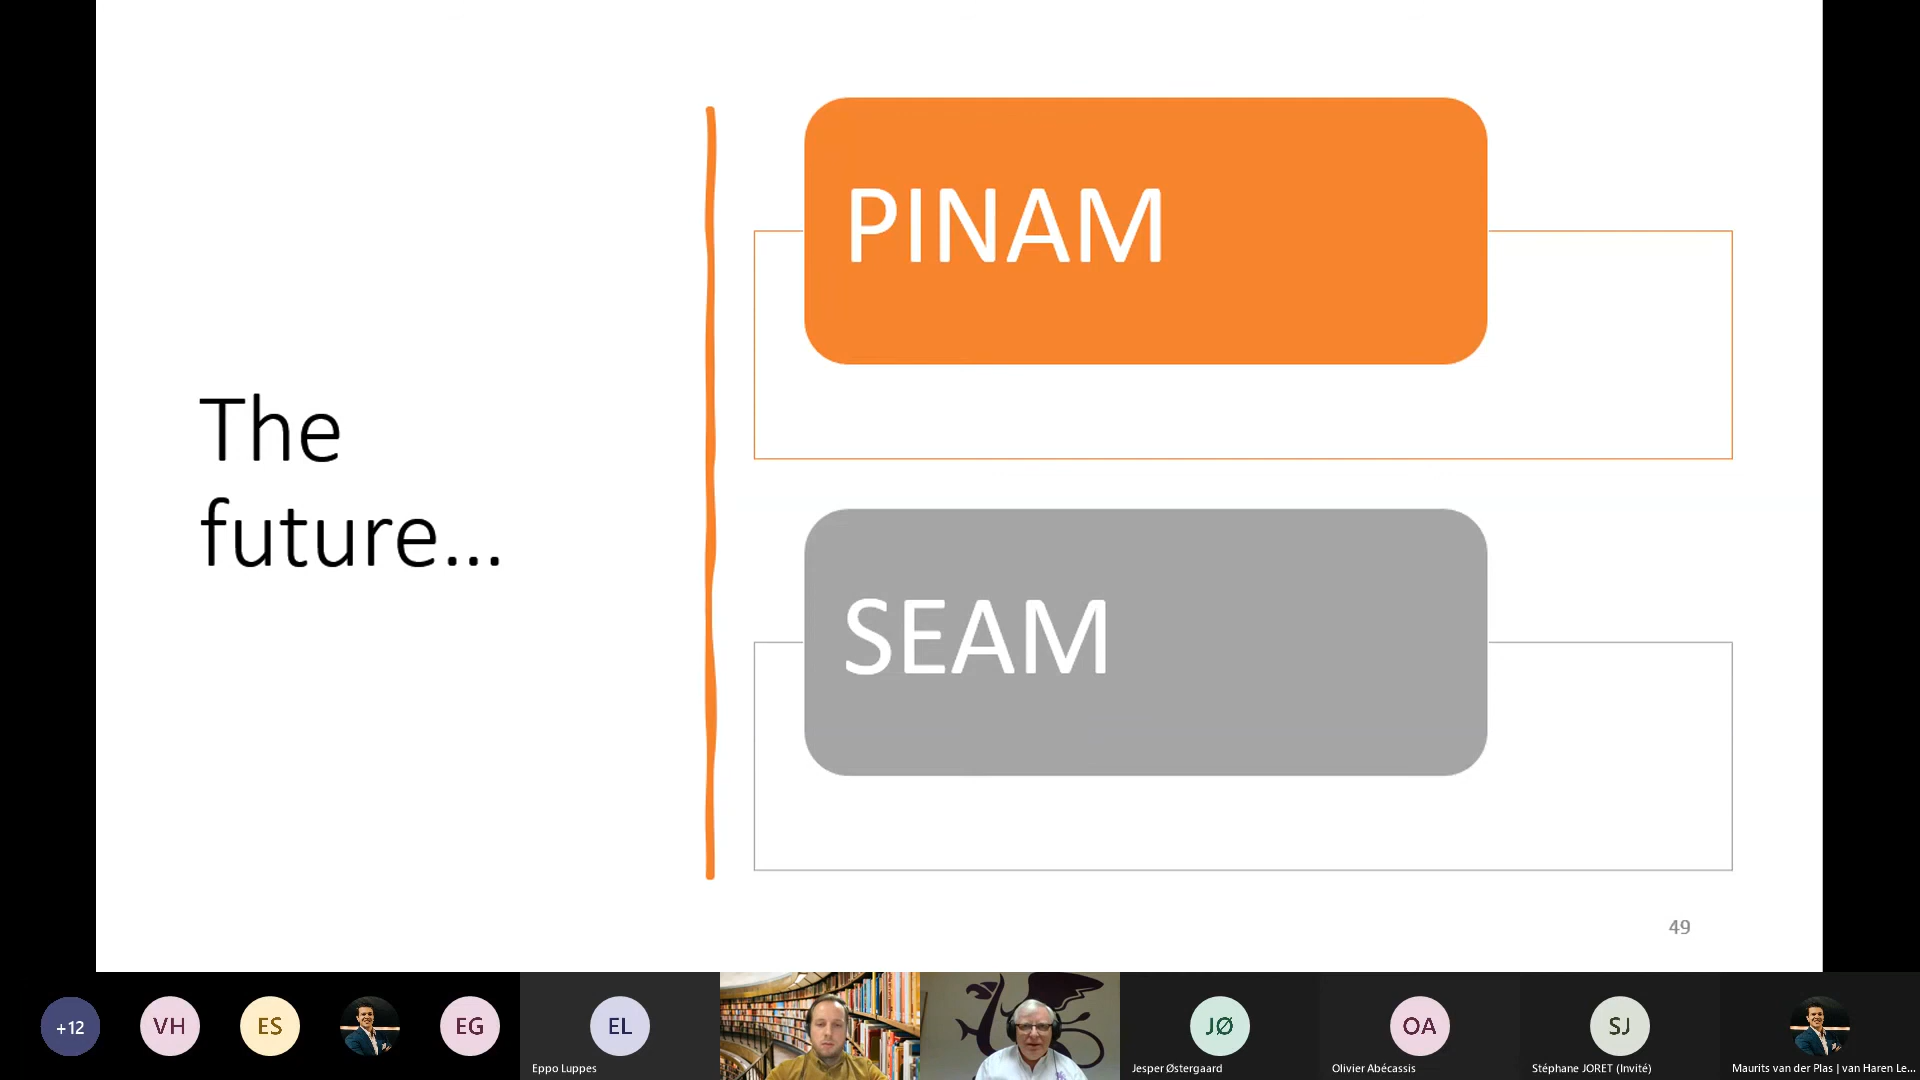 The
future...
PINAM
SEAM
49
+12
VH
ES
EG
EL
Eppo Luppes
JØ
Jesper Østergaard
OA
Olivier Abécassis
SJ
Stéphane JORET (Invité)
Maurits van der Plas | van Haren Le...